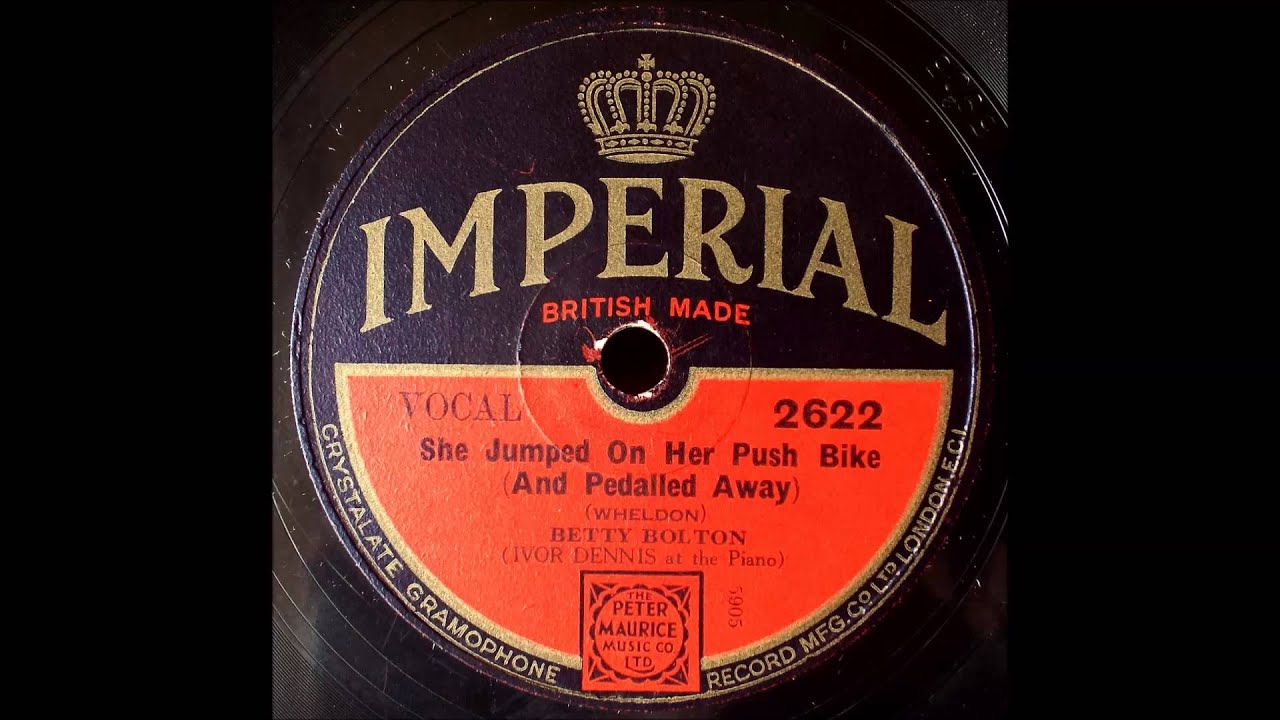 IMPERIAL
BRITISH MADE
VOCAL 2622
She Jumped On Her Push Bike
(And Pedalled Away)
(WHELDON)
BETTY BOLTON
(IVOR DENNIS at the Piano)
THE
PETER
MAURICE
MUSIC CO
LTD.
5905
CRYSTALATE GRAMOPHONE RECORD MFG. CO. LTD LONDON. E.C.1.